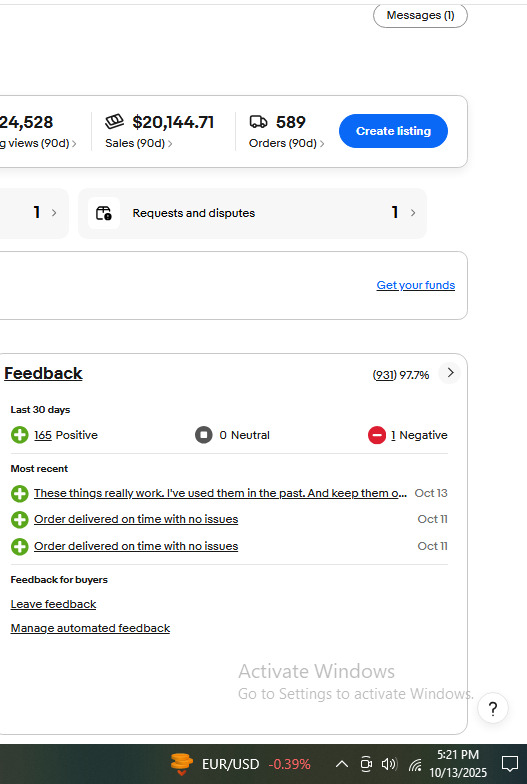 Messages (1)
24,528
$20,144.71
589
g views (90d) >
Sales (90d) >
Orders (90d) >
Create listing
1 >
Requests and disputes
1 >
Get your funds
Feedback
(931) 97.7%
Last 30 days
165 Positive
0 Neutral
1 Negative
Most recent
These things really work. I've used them in the past. And keep them o...
Oct 13
Order delivered on time with no issues
Oct 11
Order delivered on time with no issues
Oct 11
Feedback for buyers
Leave feedback
Manage automated feedback
Activate Windows
Go to Settings to activate Windows.
?
EUR/USD -0.39%
5:21 PM
10/13/2025